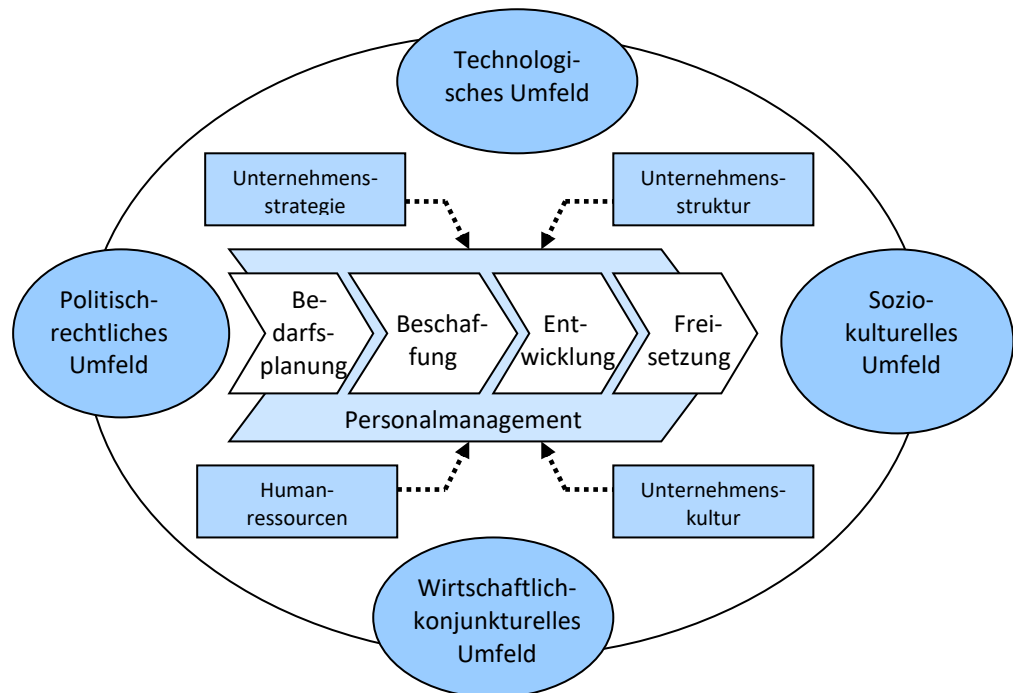 Technologi-
sches Umfeld
Unternehmens-
strategie
Unternehmens-
struktur
Politisch-
rechtliches
Umfeld
Be-
darfs-
planung
Beschaf-
ffung
Ent-
wicklung
Frei-
setzung
Sozio-
kulturelles
Umfeld
Personalmanagement
Human-
ressourcen
Unternehmens-
kultur
Wirtschaftlich-
konjunkturelles
Umfeld